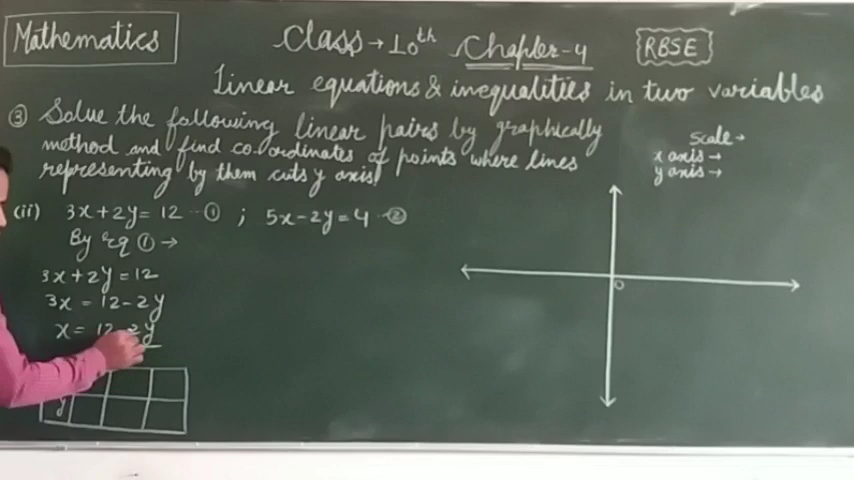 Mathematics
Class → 10th Chapter-4
RBSE
Linear equations & inequalities in two variables
③ Solve the following linear pairs by graphically
method and find co-ordinates of points where lines
representing by them cuts y axis
Scale→
x axis →
y axis →
(ii) 3x+2y= 12 --① ; 5x-2y=4 --②
By eq ① →
3x+2y=12
3x = 12-2y
x = 12-2y
y
o